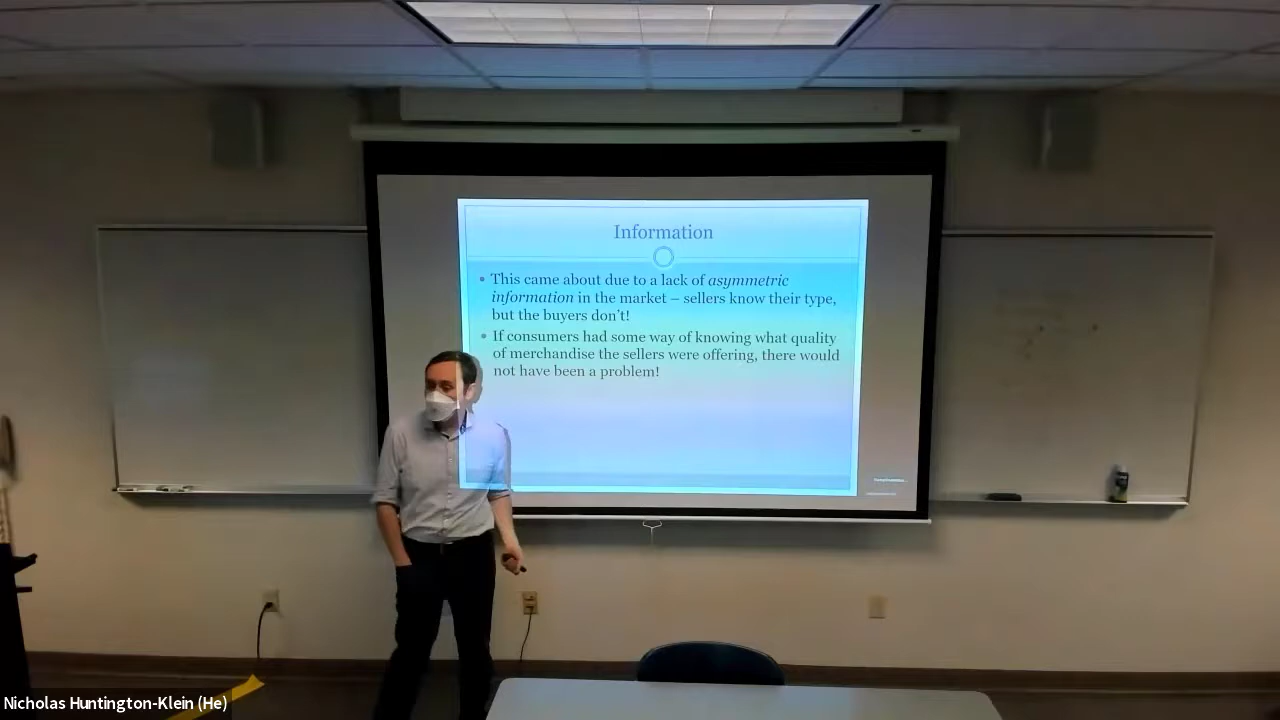 Information
• This came about due to a lack of asymmetric
information in the market – sellers know their type,
but the buyers don't!
• If consumers had some way of knowing what quality
of merchandise the sellers were offering, there would
not have been a problem!
Nicholas Huntington-Klein (He)